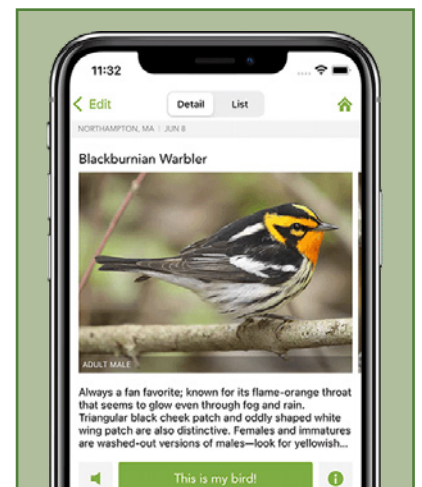 11:32
Edit
Detail
List
NORTHAMPTON, MA | JUN 8
Blackburnian Warbler
ADULT MALE
Always a fan favorite; known for its flame-orange throat
that seems to glow even through fog and rain.
Triangular black cheek patch and oddly shaped white
wing patch are also distinctive. Females and immatures
are washed-out versions of males—look for yellowish...
This is my bird!